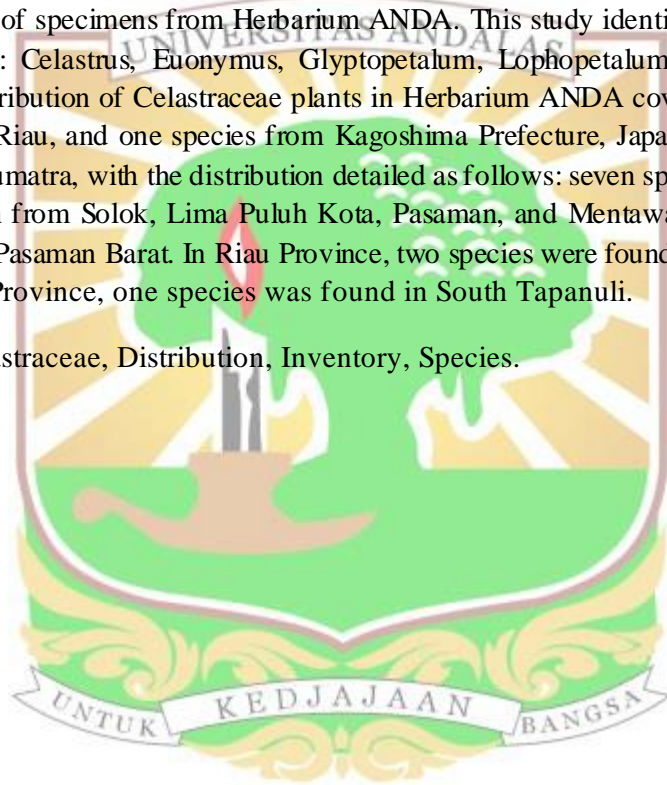 of specimens from Herbarium ANDA. This study identi
UNIVERSITAS ANDALAS
: Celastrus, Euonymus, Glyptopetalum, Lophopetalum
tribution of Celastraceae plants in Herbarium ANDA cov
Riau, and one species from Kagoshima Prefecture, Japa
umatra, with the distribution detailed as follows: seven sp
n from Solok, Lima Puluh Kota, Pasaman, and Mentawa
Pasaman Barat. In Riau Province, two species were found
Province, one species was found in South Tapanuli.
astraceae, Distribution, Inventory, Species.
UNTUK KEDJAJAAN BANGSA